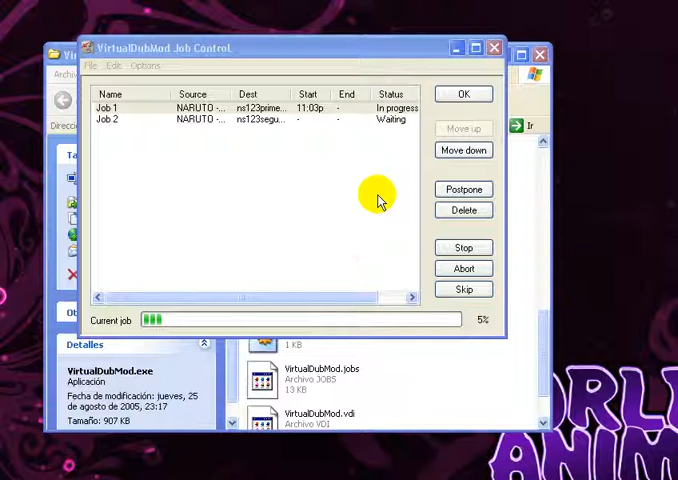 VirtualDubMod Job Control
File Edit Options
Name Source Dest Start End Status
Job 1 NARUTO -... ns123prime... 11:03p - In progress
Job 2 NARUTO -... ns123segu... - - Waiting
OK
Move up
Move down
Postpone
Delete
Stop
Abort
Skip
Current job 5%
Ir
Detalles
VirtualDubMod.exe
Aplicación
Fecha de modificación: jueves, 25
de agosto de 2005, 23:17
Tamaño: 907 KB
1 KB
VirtualDubMod.jobs
Archivo JOBS
13 KB
VirtualDubMod.vdi
Archivo VDI